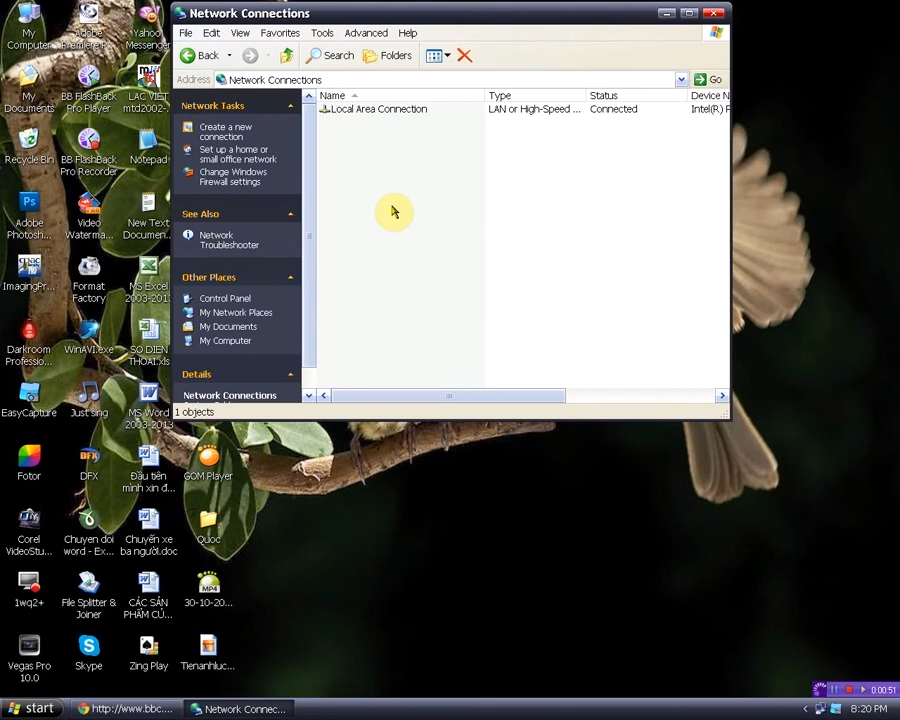 Network Connections
File Edit View Favorites Tools Advanced Help
Back Search Folders
Address Network Connections Go
Network Tasks
Create a new
connection
Set up a home or
small office network
Change Windows
Firewall settings
See Also
Network
Troubleshooter
Other Places
Control Panel
My Network Places
My Documents
My Computer
Details
Network Connections
Name Type Status Device N
Local Area Connection LAN or High-Speed ... Connected Intel(R) P
1 objects
My
Computer
Adobe
Premiere P...
Yahoo
Messenger
My
Documents
BB FlashBack
Pro Player
LAC VIET
mtd2002-...
Recycle Bin
BB FlashBack
Pro Recorder
Notepad
Adobe
Photosh...
Video
Waterma...
New Text
Documen...
ImagingPr...
Format
Factory
MS Excel
2003-2013
Darkroom
Professio...
WinAVI.exe
SO DIEN
THOAI.xls
EasyCapture
Just sing
MS Word
2003-2013
Fotor
DFX
Đầu tiên
mình xin đ...
GOM Player
Corel
VideoStu...
Chuyen doi
word - Ex...
Chuyến xe
ba người.doc
Quoc
1wq2+
File Splitter &
Joiner
CÁC SẢN
PHẨM CỦ...
MP4
30-10-20...
Vegas Pro
10.0
Skype
Zing Play
Tienanhluc...
0:00:51
start
http://www.bbc....
Network Connec...
8:20 PM